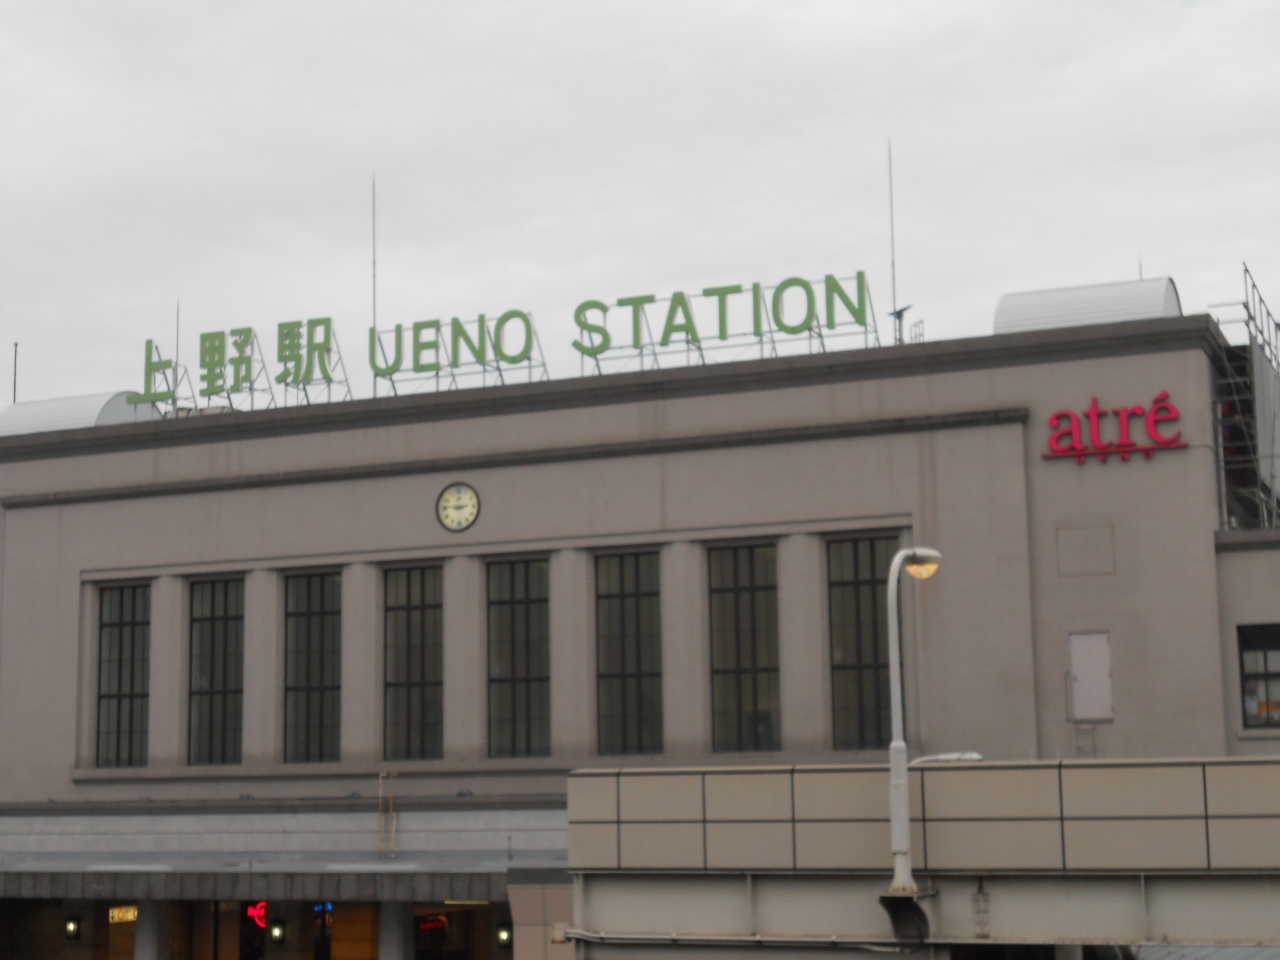 上野駅 UENO STATION
atré